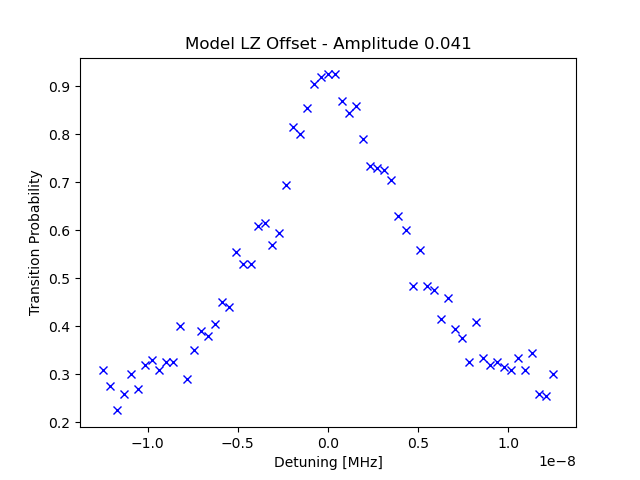 Model LZ Offset - Amplitude 0.041
Transition Probability
0.9
0.8
0.7
0.6
0.5
0.4
0.3
0.2
−1.0 −0.5 0.0 0.5 1.0
1e−8
Detuning [MHz]